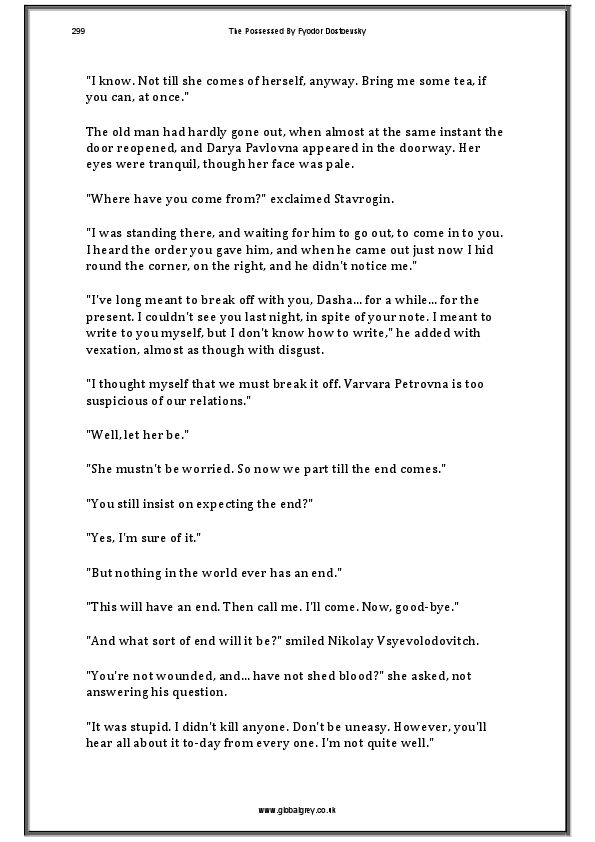 299
The Possessed By Fyodor Dostoevsky
"I know. Not till she comes of herself, anyway. Bring me some tea, if
you can, at once."
The old man had hardly gone out, when almost at the same instant the
door reopened, and Darya Pavlovna appeared in the doorway. Her
eyes were tranquil, though her face was pale.
"Where have you come from?" exclaimed Stavrogin.
"I was standing there, and waiting for him to go out, to come in to you.
I heard the order you gave him, and when he came out just now I hid
round the corner, on the right, and he didn't notice me."
"I've long meant to break off with you, Dasha... for a while... for the
present. I couldn't see you last night, in spite of your note. I meant to
write to you myself, but I don't know how to write," he added with
vexation, almost as though with disgust.
"I thought myself that we must break it off. Varvara Petrovna is too
suspicious of our relations."
"Well, let her be."
"She mustn't be worried. So now we part till the end comes."
"You still insist on expecting the end?"
"Yes, I'm sure of it."
"But nothing in the world ever has an end."
"This will have an end. Then call me. I'll come. Now, good-bye."
"And what sort of end will it be?" smiled Nikolay Vsyevolodovitch.
"You're not wounded, and... have not shed blood?" she asked, not
answering his question.
"It was stupid. I didn't kill anyone. Don't be uneasy. However, you'll
hear all about it to-day from every one. I'm not quite well."
www.globalgrey.co.uk